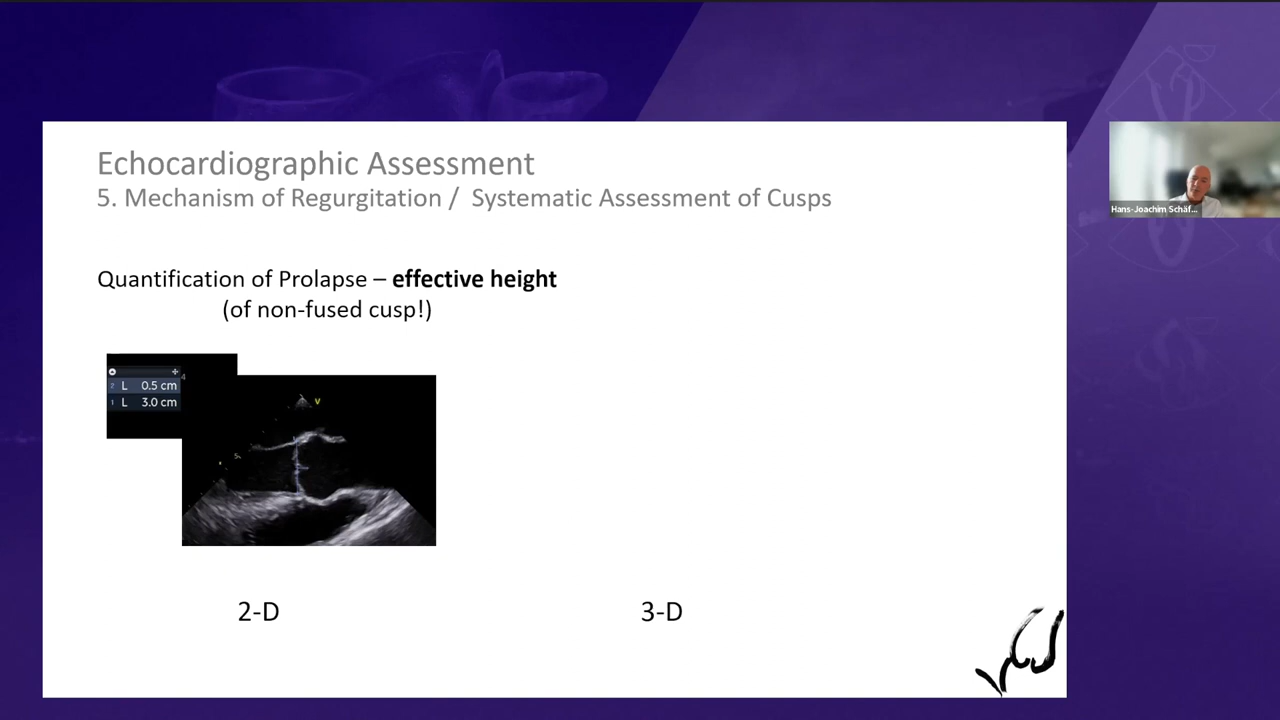 Echocardiographic Assessment
5. Mechanism of Regurgitation / Systematic Assessment of Cusps
Quantification of Prolapse – effective height
(of non-fused cusp!)
2 L 0.5 cm
1 L 3.0 cm
V
2-D
3-D
Hans-Joachim Schäf...